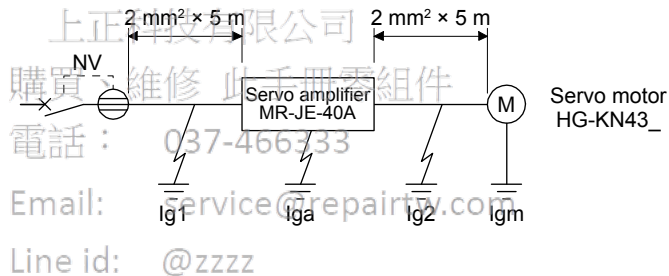 上正科技有限公司
2 mm² × 5 m
2 mm² × 5 m
購買、維修 此手冊零組件
NV
Servo amplifier
MR-JE-40A
M
Servo motor
HG-KN43_
電話： 037-466333
Email: service@repairtw.com
Ig1
Iga
Ig2
Igm
Line id: @zzzz